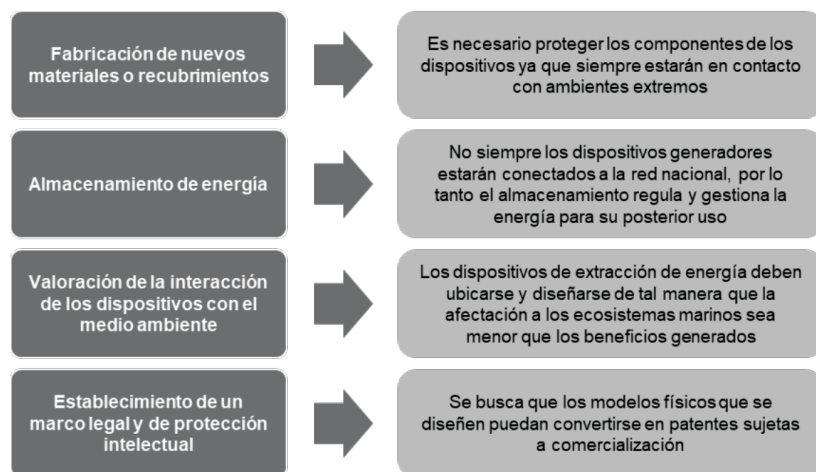 Fabricación de nuevos
materiales o recubrimientos
Es necesario proteger los componentes de los
dispositivos ya que siempre estarán en contacto
con ambientes extremos
Almacenamiento de energía
No siempre los dispositivos generadores
estarán conectados a la red nacional, por lo
tanto el almacenamiento regula y gestiona la
energía para su posterior uso
Valoración de la interacción
de los dispositivos con el
medio ambiente
Los dispositivos de extracción de energía deben
ubicarse y diseñarse de tal manera que la
afectación a los ecosistemas marinos sea
menor que los beneficios generados
Establecimiento de un
marco legal y de protección
intelectual
Se busca que los modelos físicos que se
diseñen puedan convertirse en patentes sujetas
a comercialización